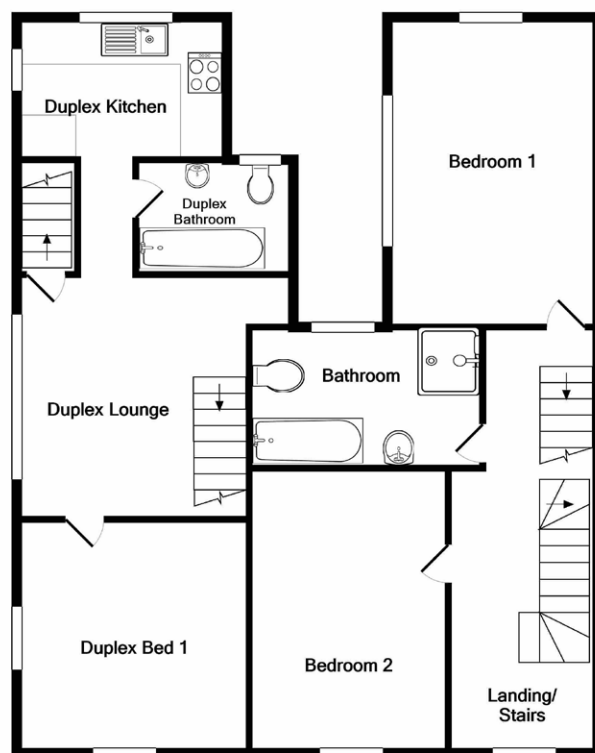 Duplex Kitchen
Bedroom 1
Duplex
Bathroom
Bathroom
Duplex Lounge
Duplex Bed 1
Bedroom 2
Landing/
Stairs